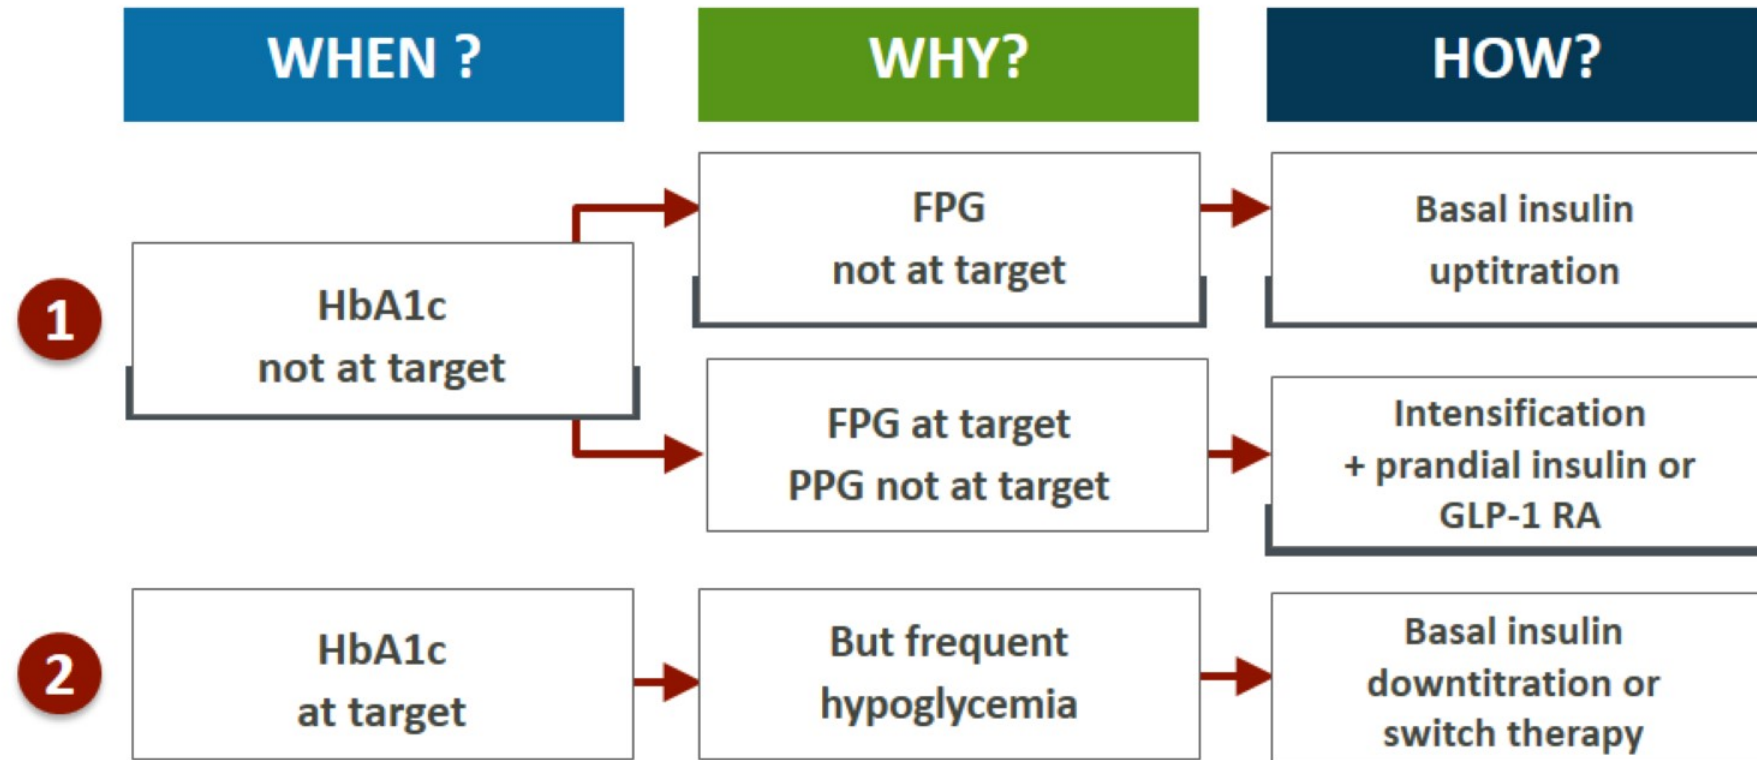 WHEN ?
WHY?
HOW?
1
HbA1c
not at target
FPG
not at target
Basal insulin
uptitration
FPG at target
PPG not at target
Intensification
+ prandial insulin or
GLP-1 RA
2
HbA1c
at target
But frequent
hypoglycemia
Basal insulin
downtitration or
switch therapy